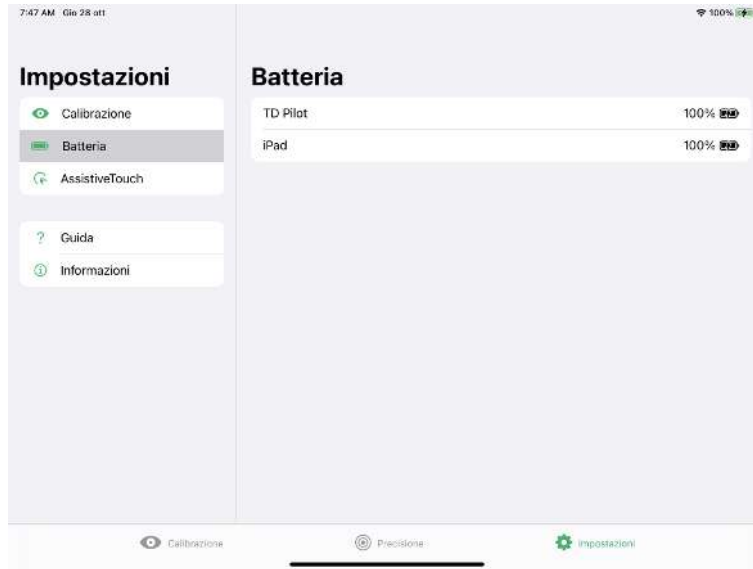 7:47 AM Gio 28 ott
100%
Impostazioni
Calibrazione
Batteria
AssistiveTouch
Guida
Informazioni
Batteria
TD Pilot 100%
iPad 100%
Calibrazione Precisione Impostazioni